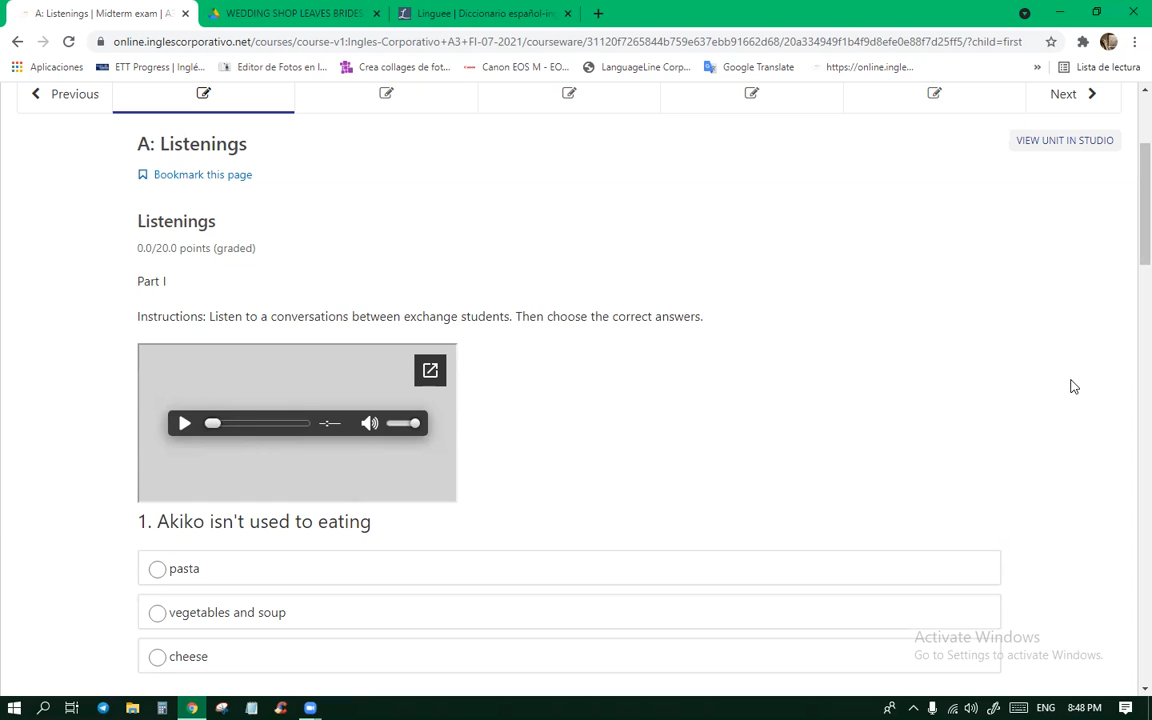 A: Listenings | Midterm exam | A3
WEDDING SHOP LEAVES BRIDES
Linguee | Diccionario español-in
online.inglescorporativo.net/courses/course-v1:Ingles-Corporativo+A3+FI-07-2021/courseware/31120f7265844b759e637ebb91662d68/20a334949f1b4f9d8efe0e88f7d25ff5/?child=first
Aplicaciones
ETT Progress | Inglé...
Editor de Fotos en l...
Crea collages de fot...
Canon EOS M - EO...
LanguageLine Corp...
Google Translate
https://online.ingle...
»
Lista de lectura
Previous
Next
A: Listenings
VIEW UNIT IN STUDIO
Bookmark this page
Listenings
0.0/20.0 points (graded)
Part I
Instructions: Listen to a conversations between exchange students. Then choose the correct answers.
--:--
1. Akiko isn't used to eating
pasta
vegetables and soup
cheese
Activate Windows
Go to Settings to activate Windows.
ENG
8:48 PM